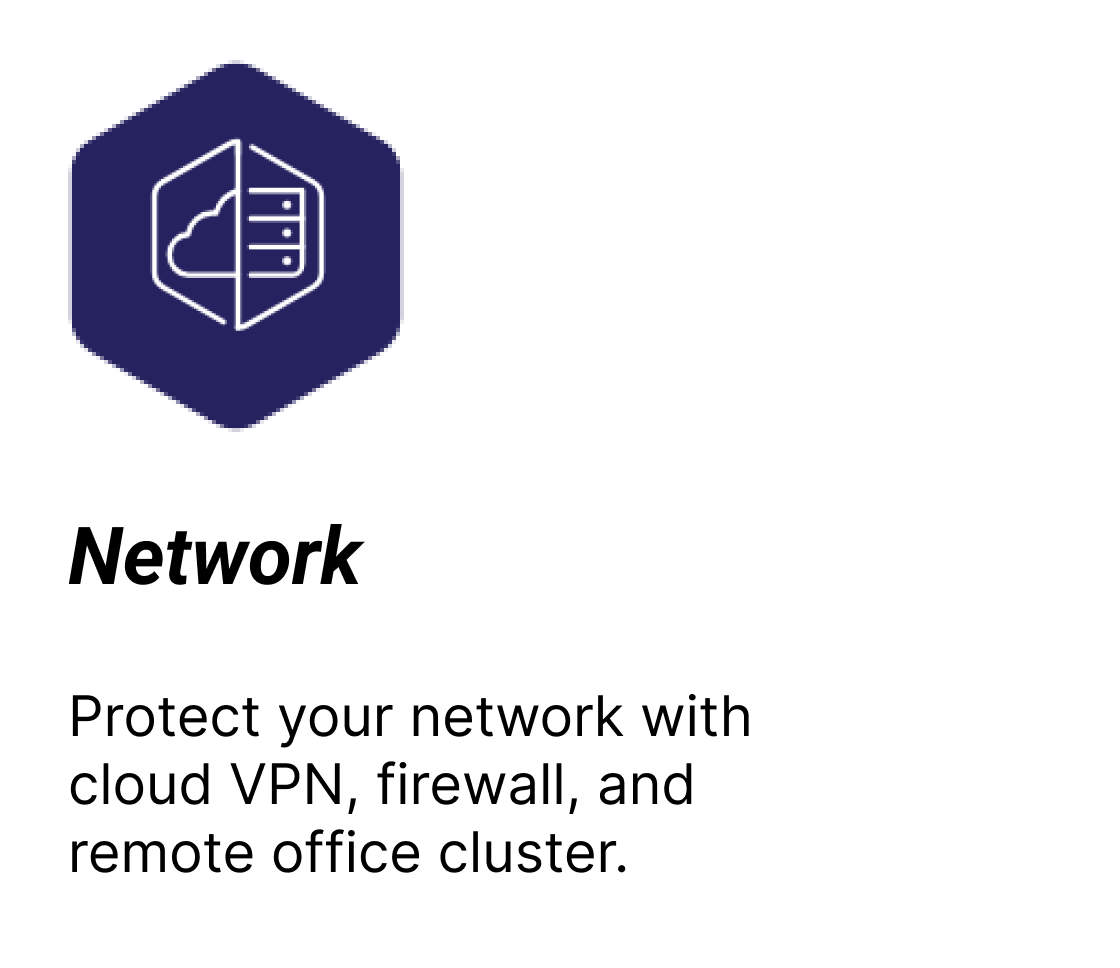 Network
Protect your network with
cloud VPN, firewall, and
remote office cluster.